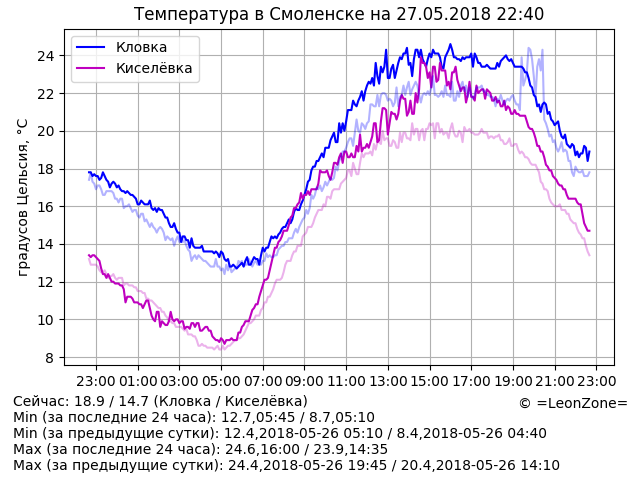 Температура в Смоленске на 27.05.2018 22:40
Кловка
Киселёвка
градусов Цельсия, °C
24
22
20
18
16
14
12
10
8
23:00 01:00 03:00 05:00 07:00 09:00 11:00 13:00 15:00 17:00 19:00 21:00 23:00
Сейчас: 18.9 / 14.7 (Кловка / Киселёвка)
© =LeonZone=
Min (за последние 24 часа): 12.7,05:45 / 8.7,05:10
Min (за предыдущие сутки): 12.4,2018-05-26 05:10 / 8.4,2018-05-26 04:40
Max (за последние 24 часа): 24.6,16:00 / 23.9,14:35
Max (за предыдущие сутки): 24.4,2018-05-26 19:45 / 20.4,2018-05-26 14:10